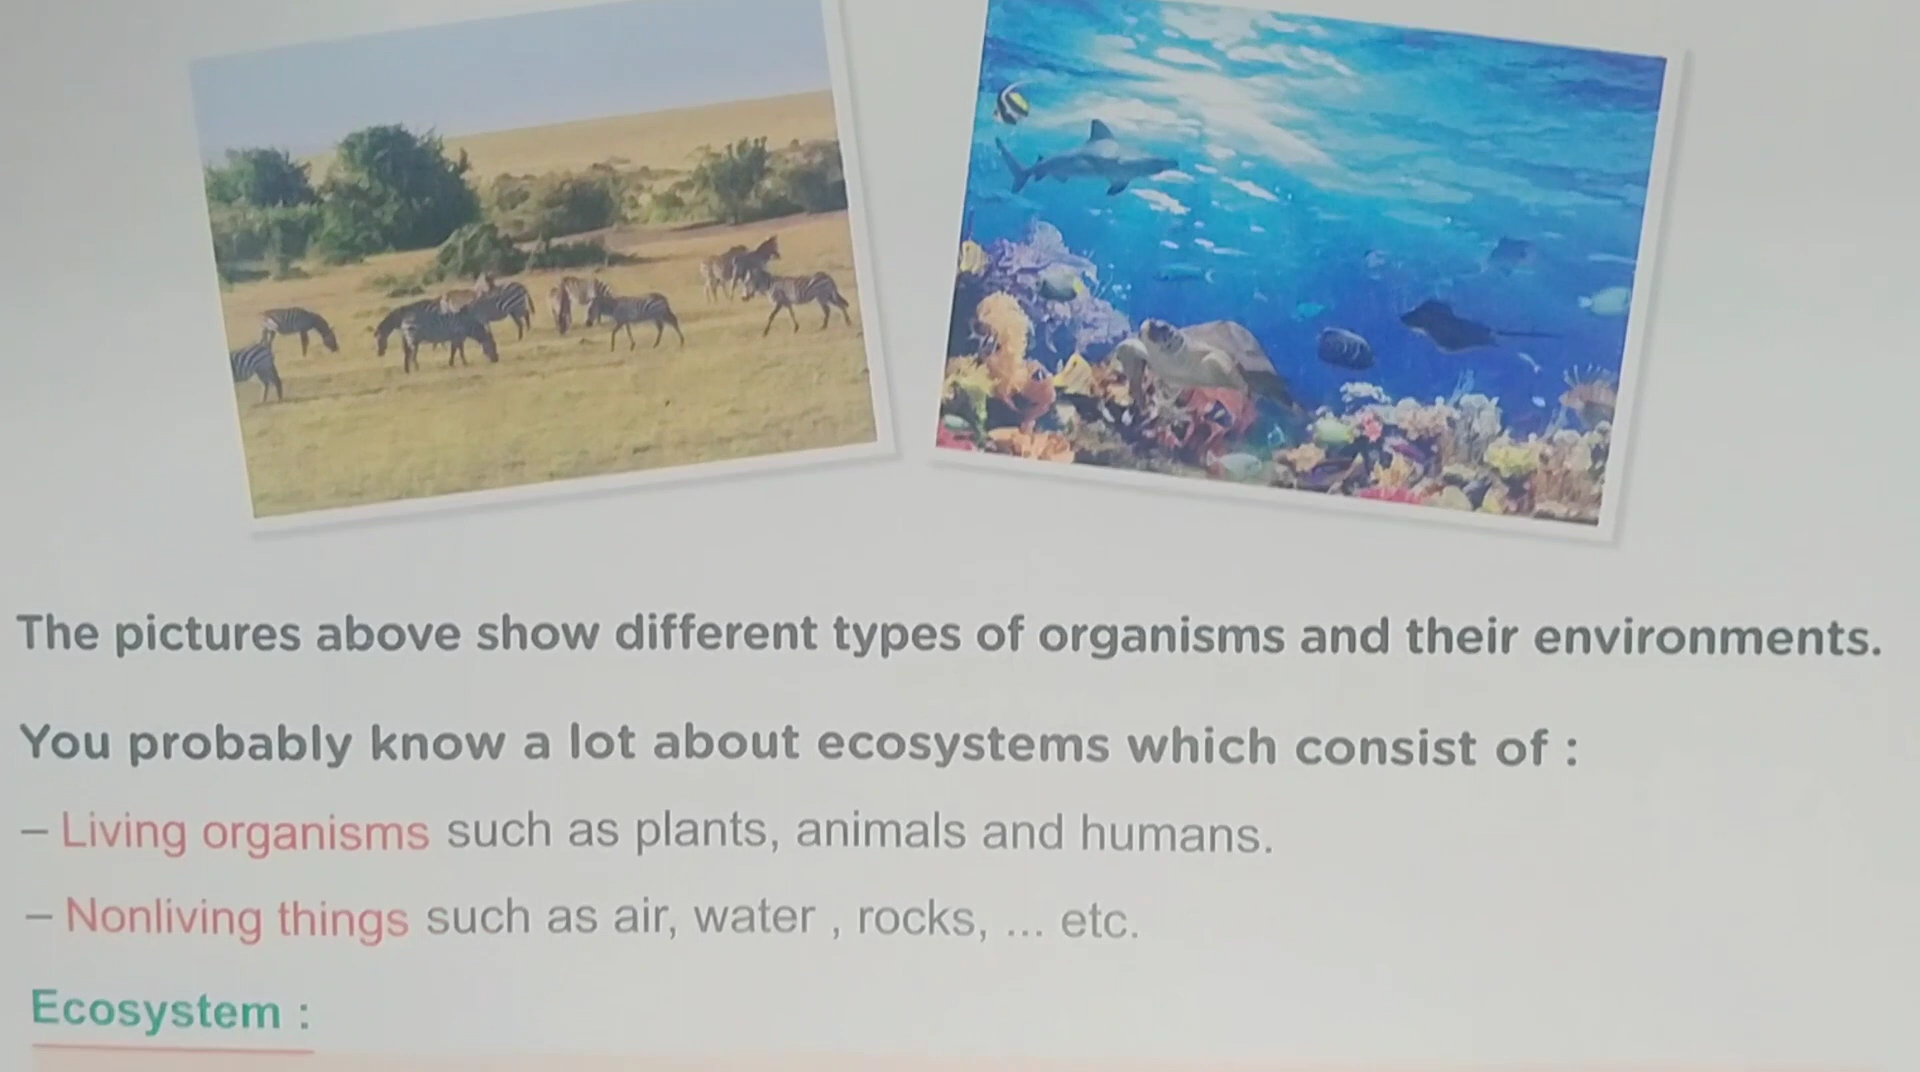 The pictures above show different types of organisms and their environments.
You probably know a lot about ecosystems which consist of :
– Living organisms such as plants, animals and humans.
– Nonliving things such as air, water , rocks, ... etc.
Ecosystem :